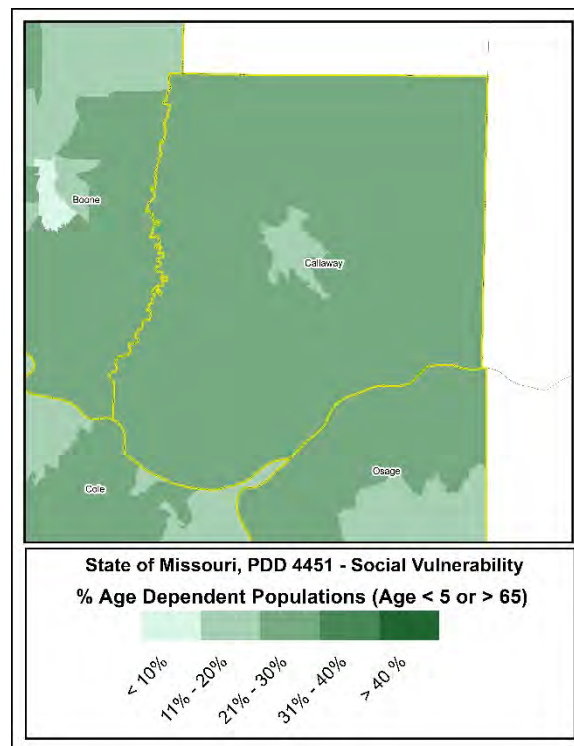 Boone
Callaway
Osage
Cole
State of Missouri, PDD 4451 - Social Vulnerability
% Age Dependent Populations (Age < 5 or > 65)
< 10%
11% - 20%
21% - 30%
31% - 40%
> 40 %